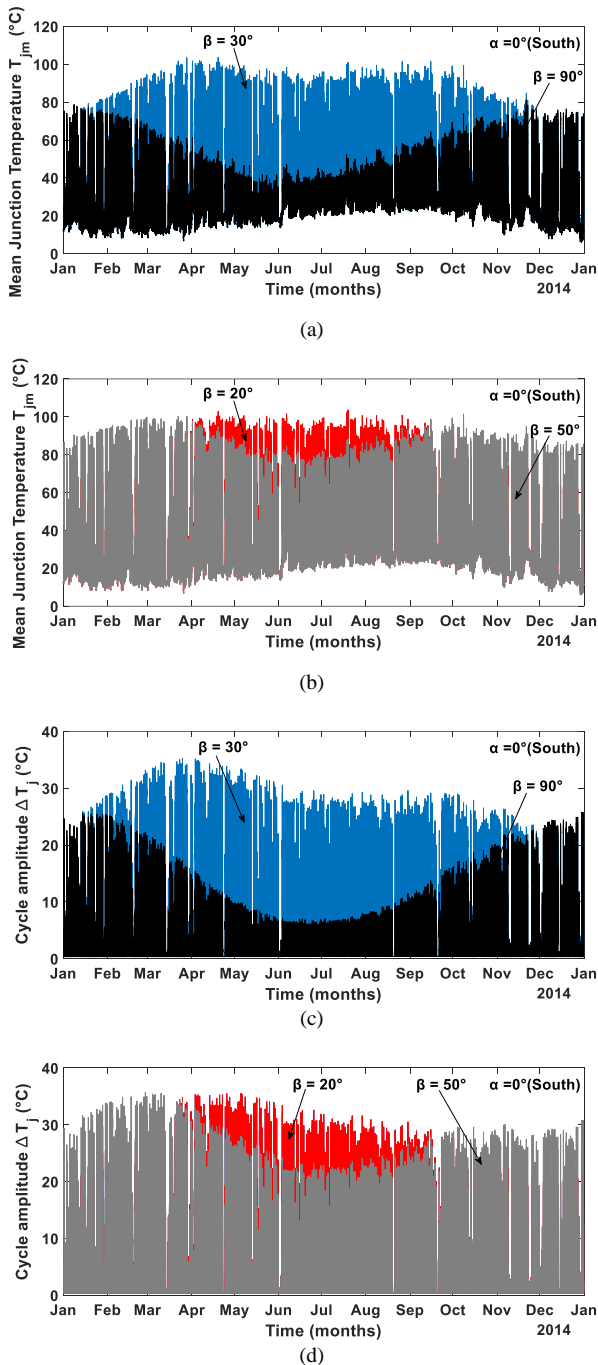 Mean Junction Temperature Tjm (°C)
120
100
80
60
40
20
0
β = 30°
α =0°(South)
β = 90°
Jan Feb Mar Apr May Jun Jul Aug Sep Oct Nov Dec Jan
Time (months)
2014
(a)
Mean Junction Temperature Tjm (°C)
120
100
80
60
40
20
0
β = 20°
α =0°(South)
β = 50°
Jan Feb Mar Apr May Jun Jul Aug Sep Oct Nov Dec Jan
Time (months)
2014
(b)
Cycle amplitude Δ Tj (°C)
40
30
20
10
0
β = 30°
α =0°(South)
β = 90°
Jan Feb Mar Apr May Jun Jul Aug Sep Oct Nov Dec Jan
Time (months)
2014
(c)
Cycle amplitude Δ Tj (°C)
40
30
20
10
0
β = 20°
β = 50°
α =0°(South)
Jan Feb Mar Apr May Jun Jul Aug Sep Oct Nov Dec Jan
Time (months)
2014
(d)